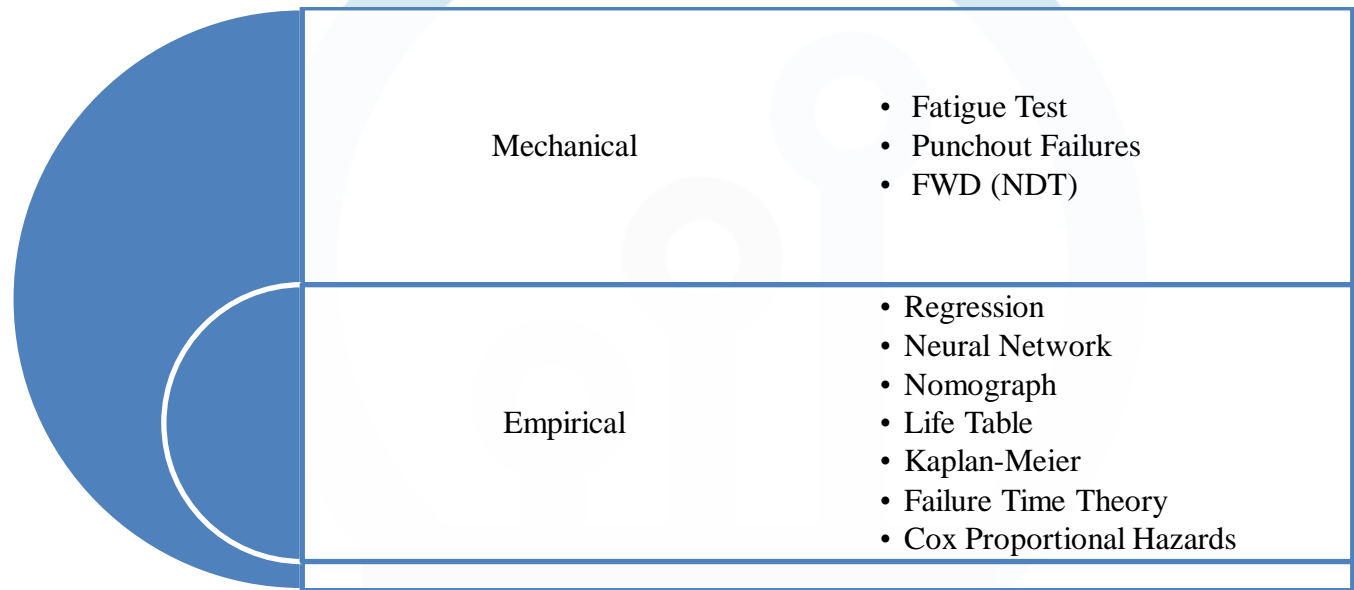 Mechanical
• Fatigue Test
• Punchout Failures
• FWD (NDT)
Empirical
• Regression
• Neural Network
• Nomograph
• Life Table
• Kaplan-Meier
• Failure Time Theory
• Cox Proportional Hazards